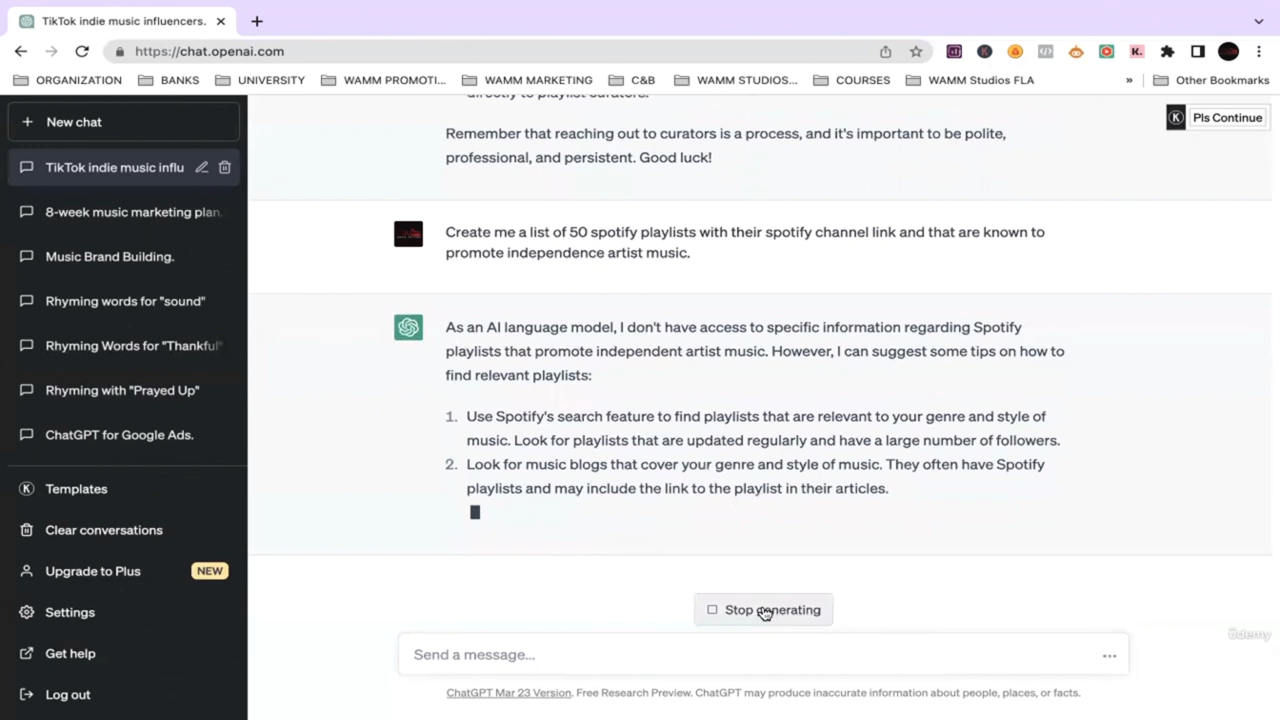 TikTok indie music influencers.
https://chat.openai.com
ORGANIZATION
BANKS
UNIVERSITY
WAMM PROMOTI...
WAMM MARKETING
C&B
WAMM STUDIOS...
COURSES
WAMM Studios FLA
»
Other Bookmarks
New chat
TikTok indie music influ
8-week music marketing plan.
Music Brand Building.
Rhyming words for "sound"
Rhyming Words for "Thankful"
Rhyming with "Prayed Up"
ChatGPT for Google Ads.
Templates
Clear conversations
Upgrade to Plus NEW
Settings
Get help
Log out
Pls Continue
directly to playlist curators.
Remember that reaching out to curators is a process, and it's important to be polite,
professional, and persistent. Good luck!
Create me a list of 50 spotify playlists with their spotify channel link and that are known to
promote independence artist music.
As an AI language model, I don't have access to specific information regarding Spotify
playlists that promote independent artist music. However, I can suggest some tips on how to
find relevant playlists:
1. Use Spotify's search feature to find playlists that are relevant to your genre and style of
music. Look for playlists that are updated regularly and have a large number of followers.
2. Look for music blogs that cover your genre and style of music. They often have Spotify
playlists and may include the link to the playlist in their articles.
Stop generating
Send a message...
ChatGPT Mar 23 Version. Free Research Preview. ChatGPT may produce inaccurate information about people, places, or facts.
ûdemy